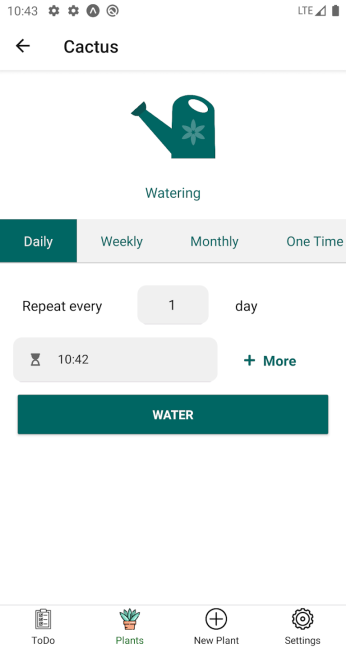 10:43 LTE
Cactus
Watering
Daily Weekly Monthly One Time
Repeat every 1 day
10:42 + More
WATER
ToDo Plants New Plant Settings